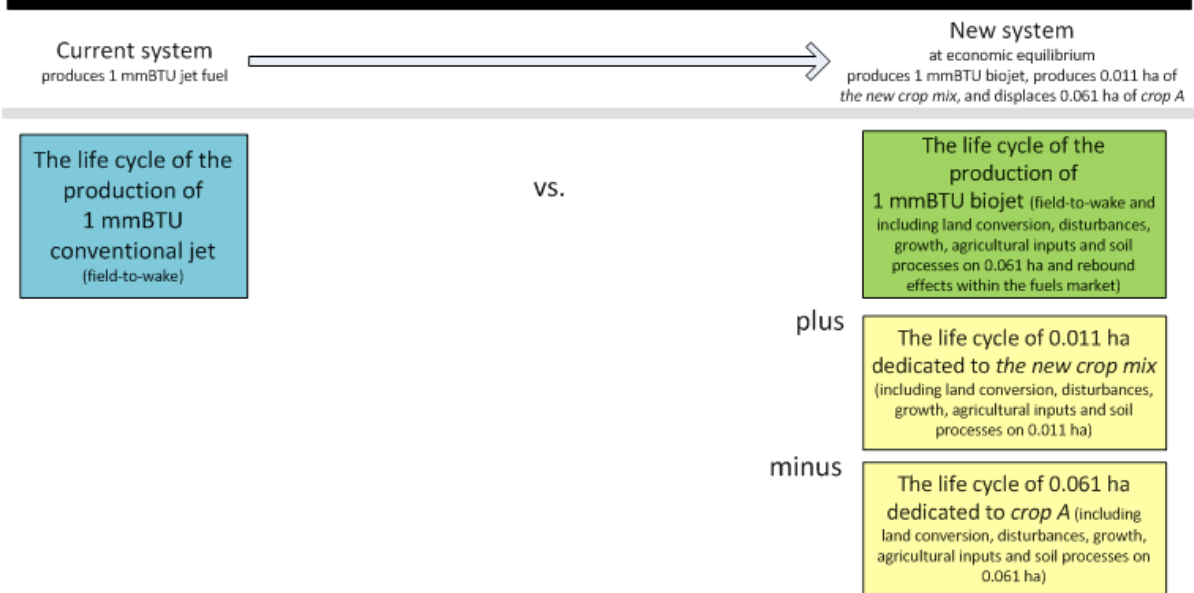 Current system
produces 1 mmBTU jet fuel
New system
at economic equilibrium
produces 1 mmBTU biojet, produces 0.011 ha of
the new crop mix, and displaces 0.061 ha of crop A
The life cycle of the
production of
1 mmBTU
conventional jet
(field-to-wake)
vs.
The life cycle of the
production of
1 mmBTU biojet (field-to-wake and
including land conversion, disturbances,
growth, agricultural inputs and soil
processes on 0.061 ha and rebound
effects within the fuels market)
plus
The life cycle of 0.011 ha
dedicated to the new crop mix
(including land conversion, disturbances,
growth, agricultural inputs and soil
processes on 0.011 ha)
minus
The life cycle of 0.061 ha
dedicated to crop A (including
land conversion, disturbances, growth,
agricultural inputs and soil processes on
0.061 ha)